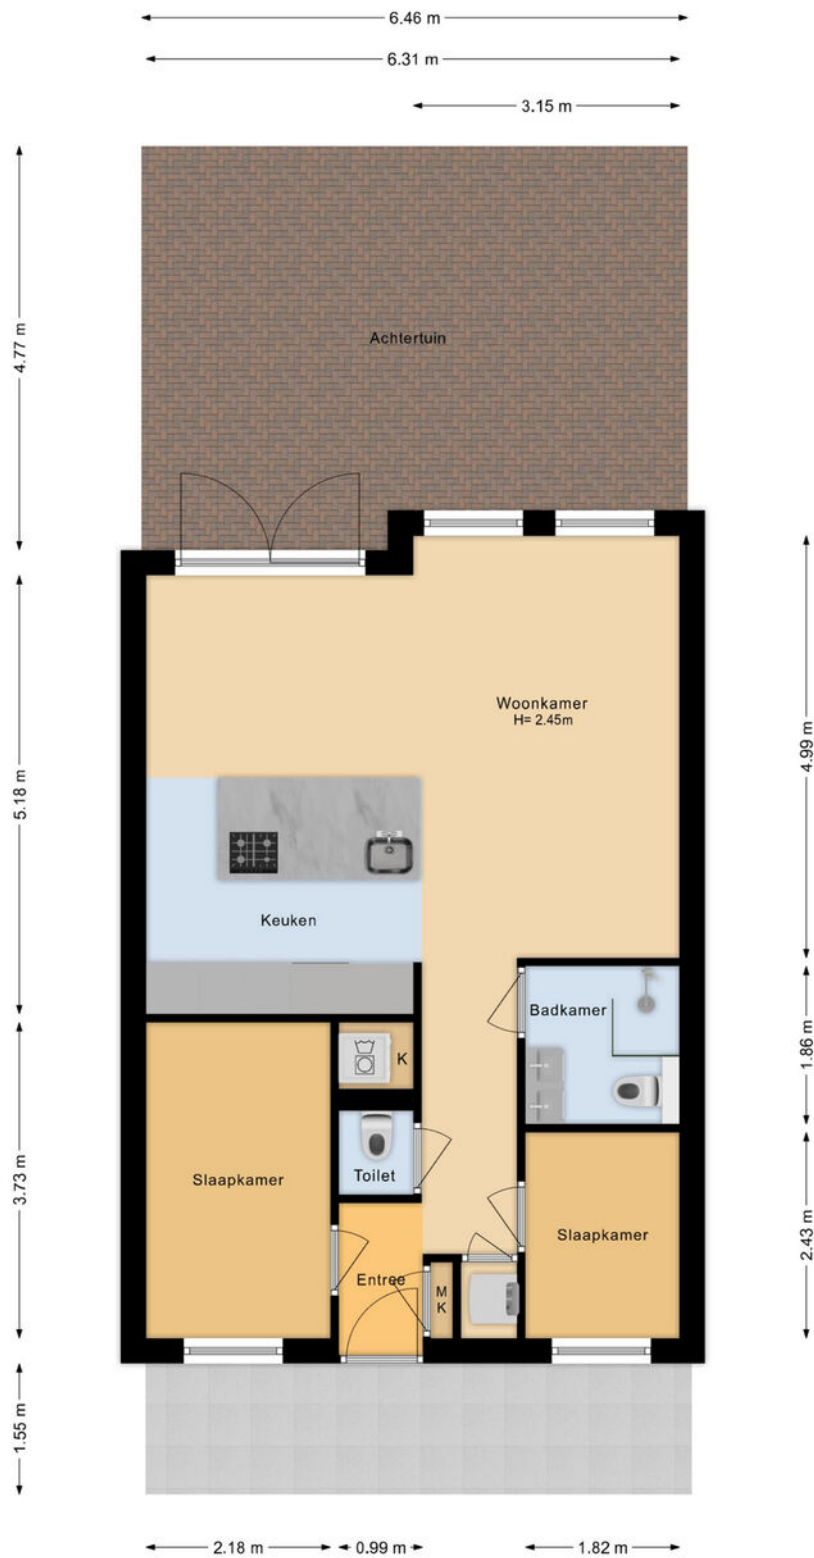 6.46 m
6.31 m
3.15 m
4.77 m
Achtertuin
Woonkamer
H= 2.45m
4.99 m
5.18 m
Keuken
Badkamer
1.86 m
K
3.73 m
Toilet
Slaapkamer
Slaapkamer
2.43 m
Entree
M
K
1.55 m
2.18 m
0.99 m
1.82 m